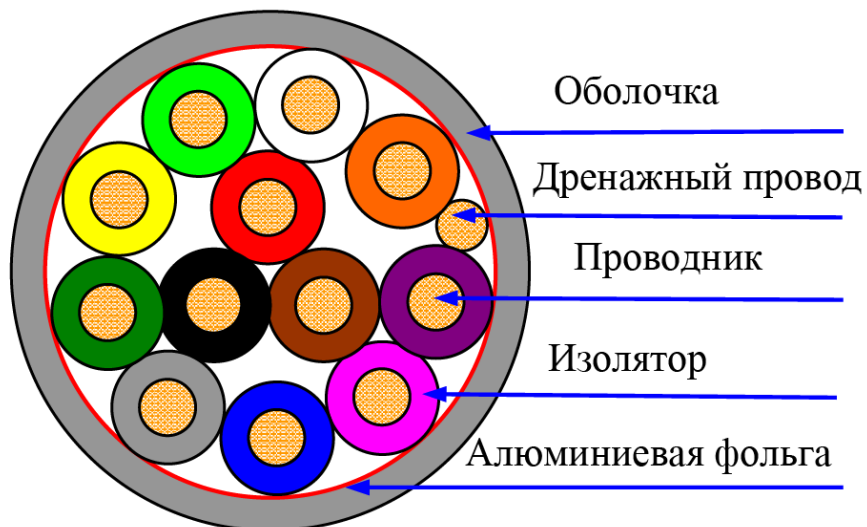 Оболочка
Дренажный провод
Проводник
Изолятор
Алюминиевая фольга